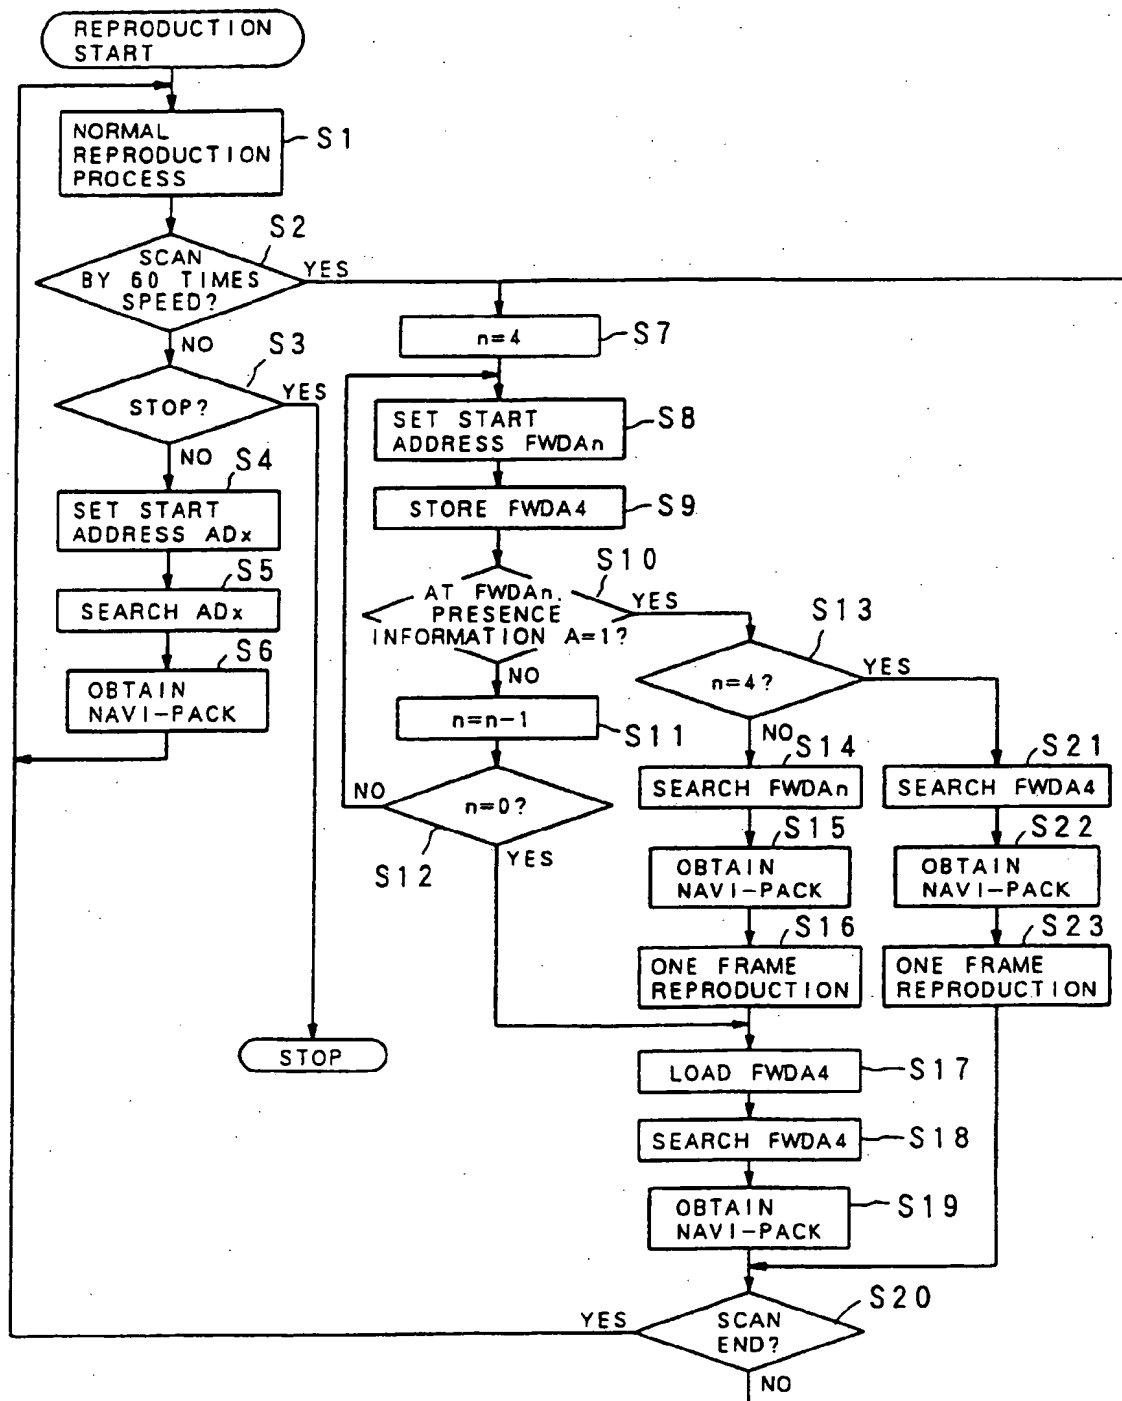 REPRODUCTION
START
NORMAL
REPRODUCTION
PROCESS
S1
S2
SCAN
BY 60 TIMES
SPEED?
YES
NO
S3
STOP?
YES
NO
S4
SET START
ADDRESS ADx
S5
SEARCH ADx
S6
OBTAIN
NAVI-PACK
STOP
n=4
S7
SET START
ADDRESS FWDAn
S8
STORE FWDA4
S9
S10
AT FWDAn.
PRESENCE
INFORMATION A=1?
YES
NO
n=n-1
S11
NO
n=0?
S12
YES
S13
n=4?
YES
NO
S14
SEARCH FWDAn
S15
OBTAIN
NAVI-PACK
S16
ONE FRAME
REPRODUCTION
S21
SEARCH FWDA4
S22
OBTAIN
NAVI-PACK
S23
ONE FRAME
REPRODUCTION
LOAD FWDA4
S17
SEARCH FWDA4
S18
OBTAIN
NAVI-PACK
S19
S20
YES
SCAN
END?
NO